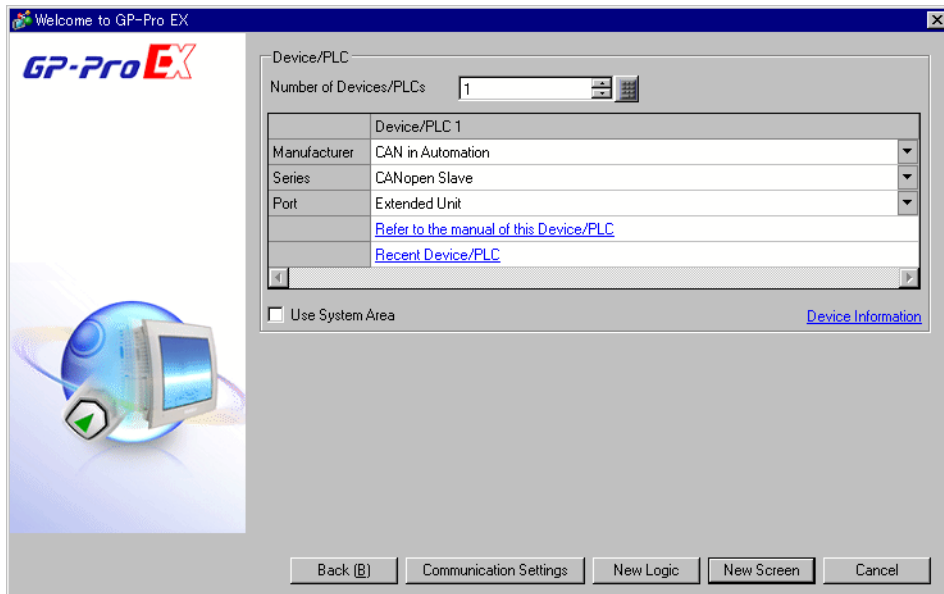 Welcome to GP-Pro EX
GP-Pro EX
Device/PLC
Number of Devices/PLCs 1
Device/PLC 1
Manufacturer CAN in Automation
Series CANopen Slave
Port Extended Unit
Refer to the manual of this Device/PLC
Recent Device/PLC
Use System Area Device Information
Back (B) Communication Settings New Logic New Screen Cancel